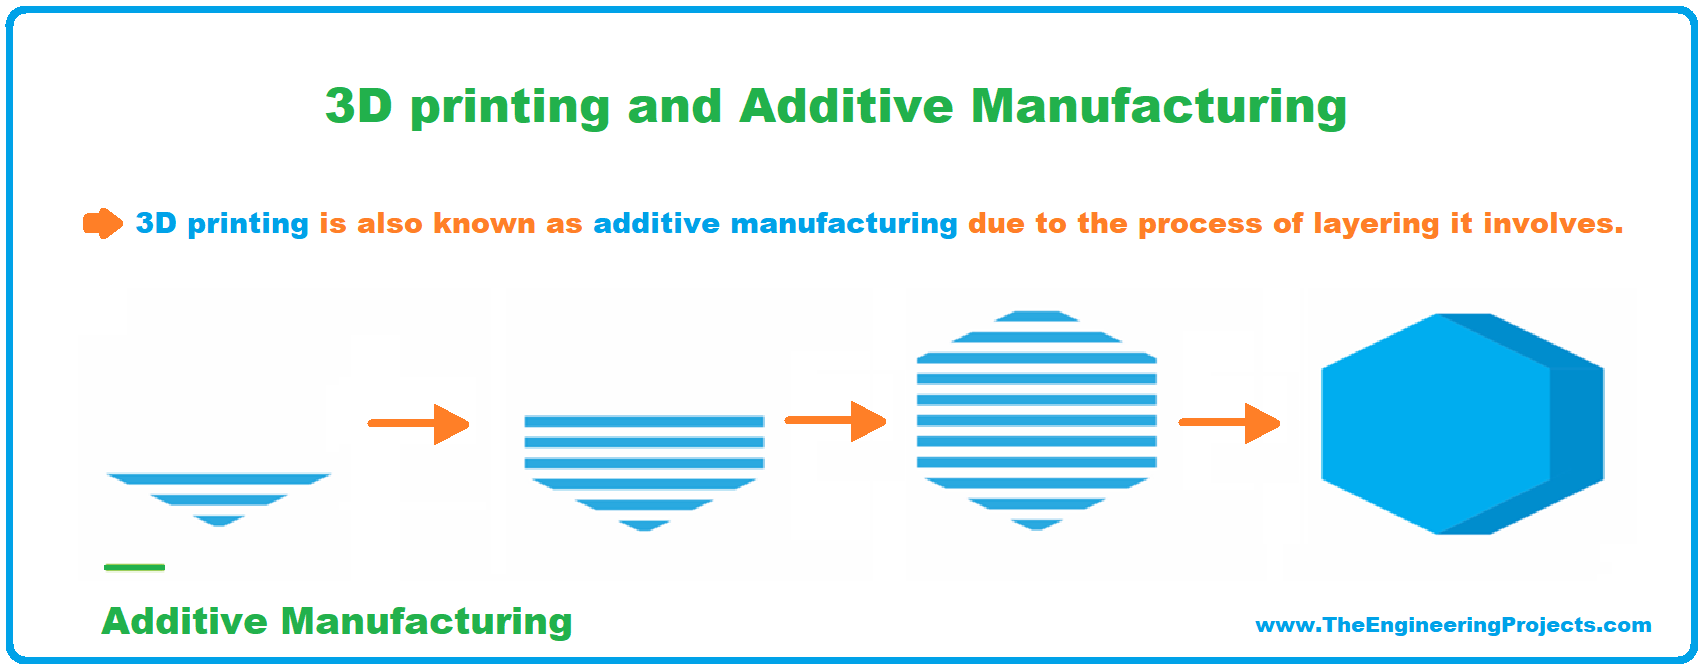 3D printing and Additive Manufacturing
3D printing is also known as additive manufacturing due to the process of layering it involves.
Additive Manufacturing
www.TheEngineeringProjects.com